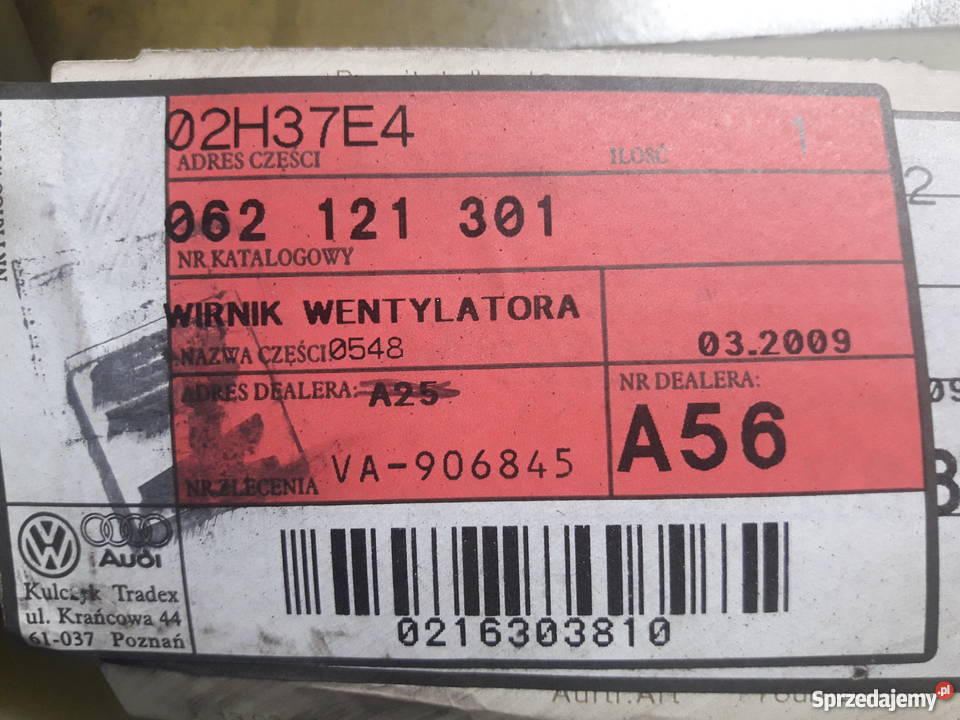 02H37E4
ADRES CZĘŚCI
ILOŚĆ 1
062 121 301
NR KATALOGOWY
WIRNIK WENTYLATORA
NAZWA CZĘŚCI 0548
03.2009
ADRES DEALERA: A25
NR DEALERA:
A56
VA-906845
NR ZLECENIA
Audi
Kulczyk Tradex
ul. Krańcowa 44
61-037 Poznań
0216303810
Sprzedajemy.pl